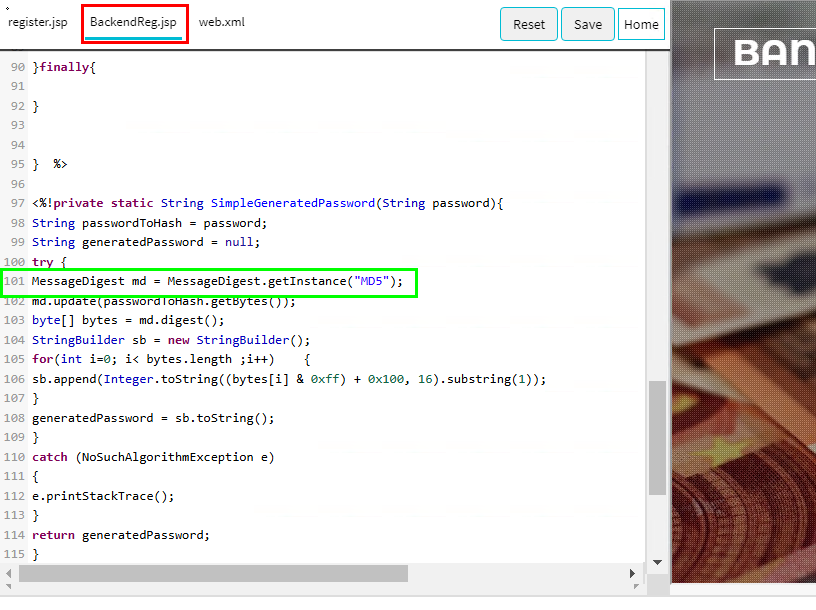 register.jsp BackendReg.jsp web.xml Reset Save Home
BAN
90 }finally{
91
92 }
93
94
95 } %>
96
97 <%!private static String SimpleGeneratedPassword(String password){
98 String passwordToHash = password;
99 String generatedPassword = null;
100 try {
101 MessageDigest md = MessageDigest.getInstance("MD5");
102 md.update(passwordToHash.getBytes());
103 byte[] bytes = md.digest();
104 StringBuilder sb = new StringBuilder();
105 for(int i=0; i< bytes.length ;i++) {
106 sb.append(Integer.toString((bytes[i] & 0xff) + 0x100, 16).substring(1));
107 }
108 generatedPassword = sb.toString();
109 }
110 catch (NoSuchAlgorithmException e)
111 {
112 e.printStackTrace();
113 }
114 return generatedPassword;
115 }